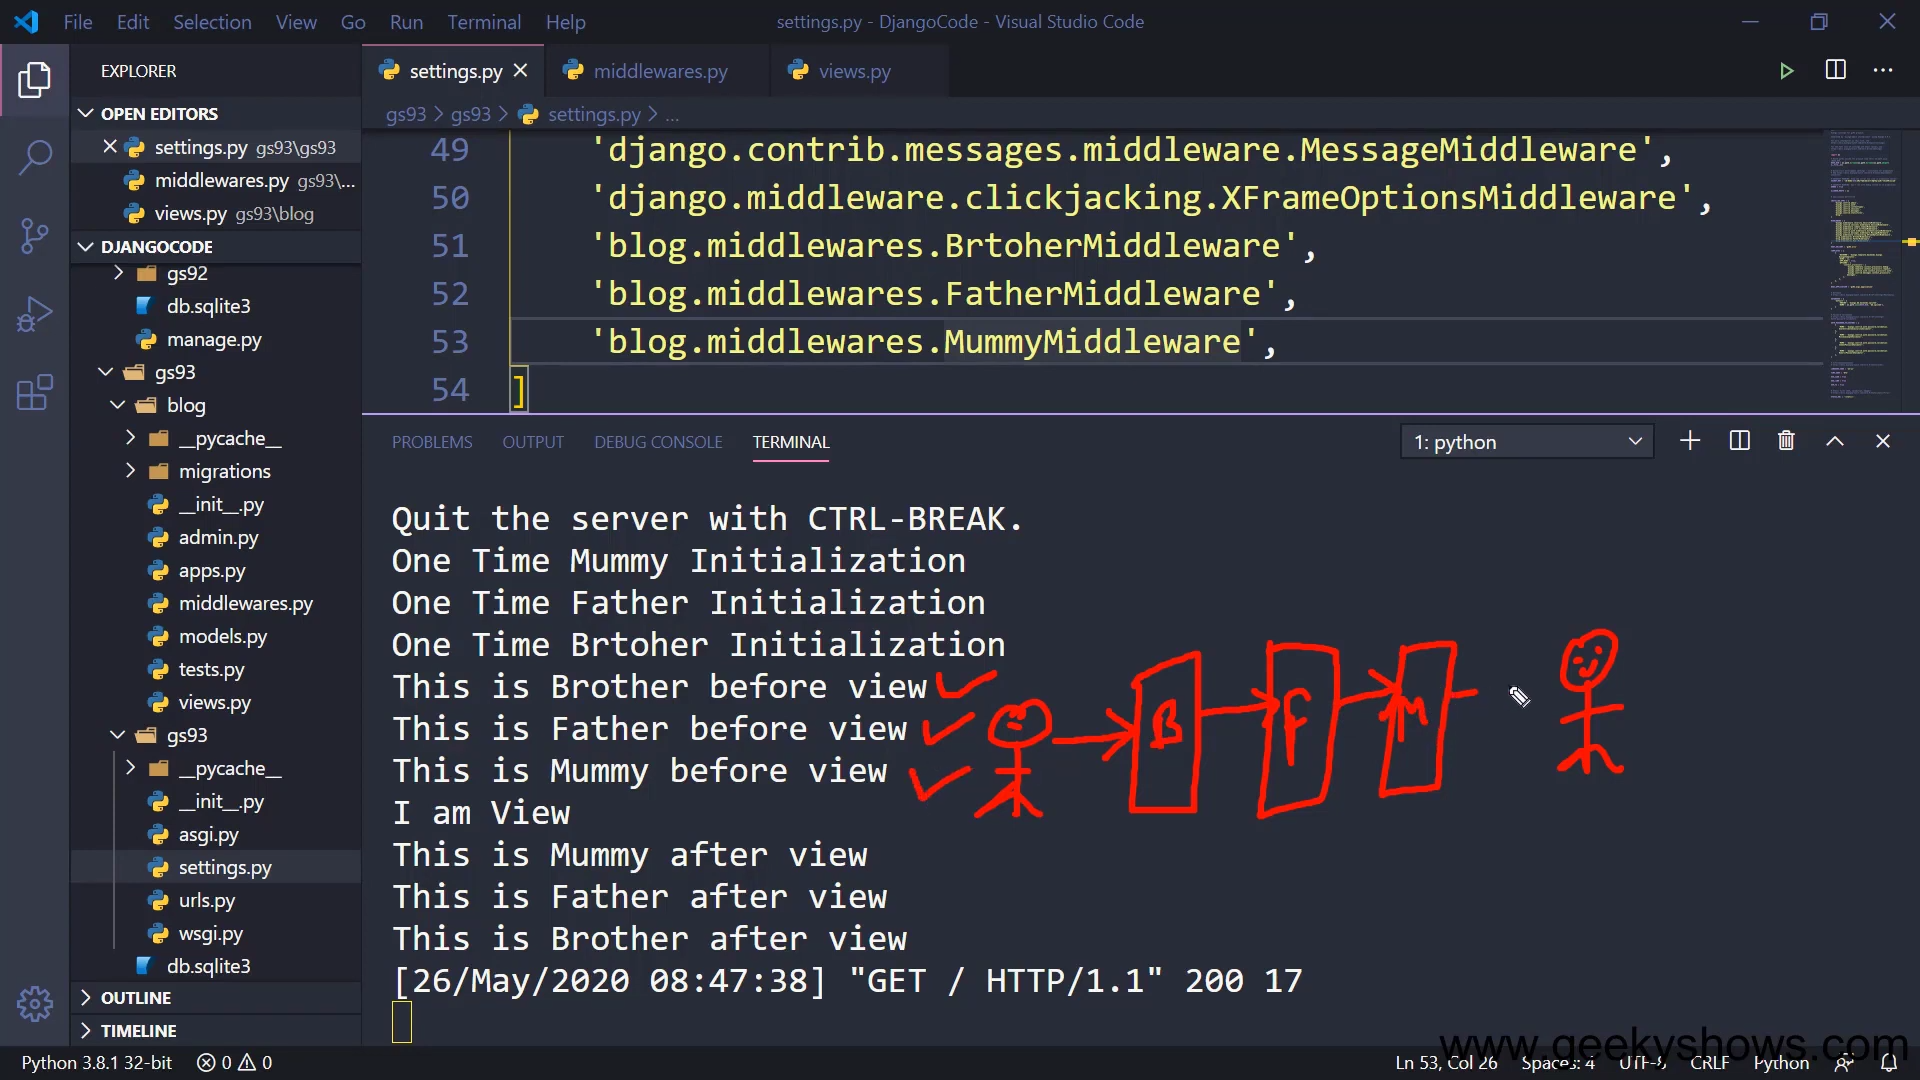 File Edit Selection View Go Run Terminal Help
settings.py - DjangoCode - Visual Studio Code
EXPLORER
settings.py middlewares.py views.py
OPEN EDITORS
gs93 > gs93 > settings.py > ...
settings.py gs93\gs93
middlewares.py gs93\...
views.py gs93\blog
DJANGOCODE
gs92
db.sqlite3
manage.py
gs93
blog
__pycache__
migrations
__init__.py
admin.py
apps.py
middlewares.py
models.py
tests.py
views.py
gs93
__pycache__
__init__.py
asgi.py
settings.py
urls.py
wsgi.py
db.sqlite3
OUTLINE
TIMELINE
49 'django.contrib.messages.middleware.MessageMiddleware',
50 'django.middleware.clickjacking.XFrameOptionsMiddleware',
51 'blog.middlewares.BrtoherMiddleware',
52 'blog.middlewares.FatherMiddleware',
53 'blog.middlewares.MummyMiddleware',
54 ]
PROBLEMS OUTPUT DEBUG CONSOLE TERMINAL
1: python
Quit the server with CTRL-BREAK.
One Time Mummy Initialization
One Time Father Initialization
One Time Brtoher Initialization
This is Brother before view
This is Father before view
This is Mummy before view
I am View
This is Mummy after view
This is Father after view
This is Brother after view
[26/May/2020 08:47:38] "GET / HTTP/1.1" 200 17
B F M
www.geekyshows.com
Python 3.8.1 32-bit 0 0
Ln 53, Col 26 Spaces: 4 UTF-8 CRLF Python